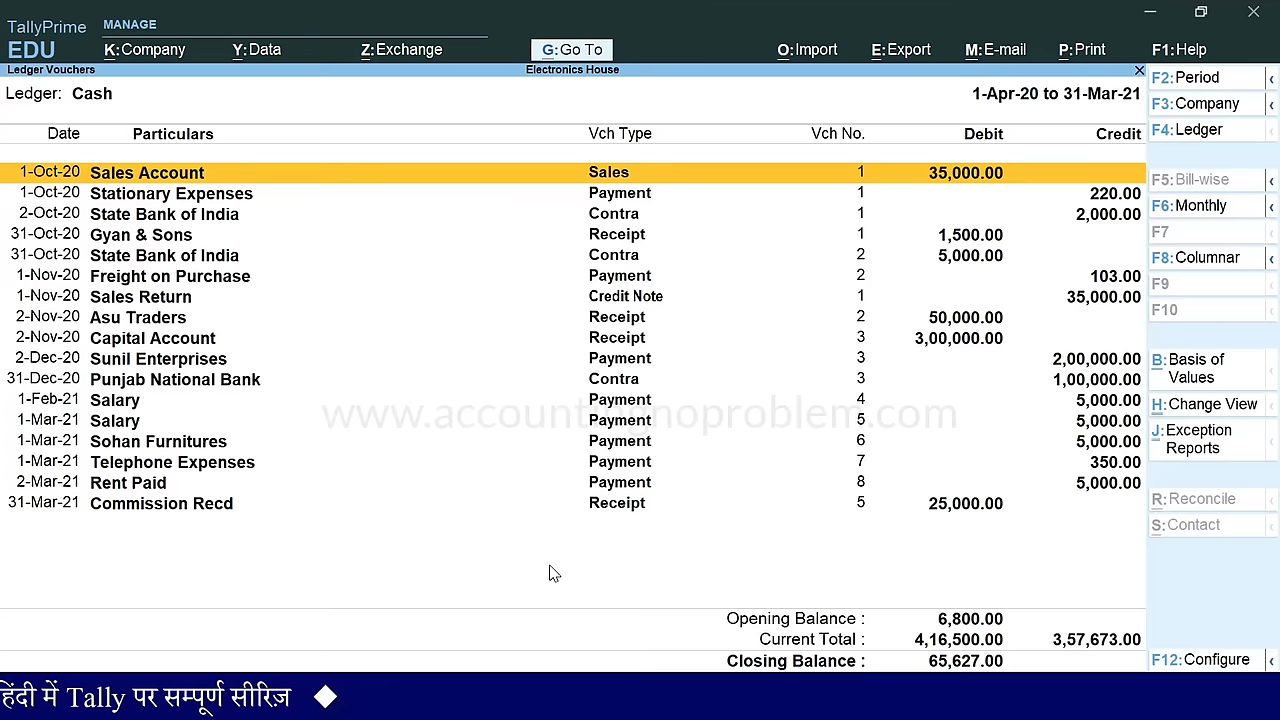 TallyPrime MANAGE
EDU K:Company Y:Data Z:Exchange G:Go To O:Import E:Export M:E-mail P:Print F1:Help
Ledger Vouchers Electronics House
Ledger: Cash 1-Apr-20 to 31-Mar-21
Date Particulars Vch Type Vch No. Debit Credit
1-Oct-20 Sales Account Sales 1 35,000.00
1-Oct-20 Stationary Expenses Payment 1 220.00
2-Oct-20 State Bank of India Contra 1 2,000.00
31-Oct-20 Gyan & Sons Receipt 1 1,500.00
31-Oct-20 State Bank of India Contra 2 5,000.00
1-Nov-20 Freight on Purchase Payment 2 103.00
1-Nov-20 Sales Return Credit Note 1 35,000.00
2-Nov-20 Asu Traders Receipt 2 50,000.00
2-Nov-20 Capital Account Receipt 3 3,00,000.00
2-Dec-20 Sunil Enterprises Payment 3 2,00,000.00
31-Dec-20 Punjab National Bank Contra 3 1,00,000.00
1-Feb-21 Salary Payment 4 5,000.00
1-Mar-21 Salary Payment 5 5,000.00
1-Mar-21 Sohan Furnitures Payment 6 5,000.00
1-Mar-21 Telephone Expenses Payment 7 350.00
2-Mar-21 Rent Paid Payment 8 5,000.00
31-Mar-21 Commission Recd Receipt 5 25,000.00
www.accountingnoproblem.com
Opening Balance : 6,800.00
Current Total : 4,16,500.00 3,57,673.00
Closing Balance : 65,627.00
F2:Period
F3:Company
F4:Ledger
F5:Bill-wise
F6:Monthly
F7
F8:Columnar
F9
F10
B:Basis of
Values
H:Change View
J:Exception
Reports
R:Reconcile
S:Contact
F12:Configure
हिंदी में Tally पर सम्पूर्ण सीरिज़